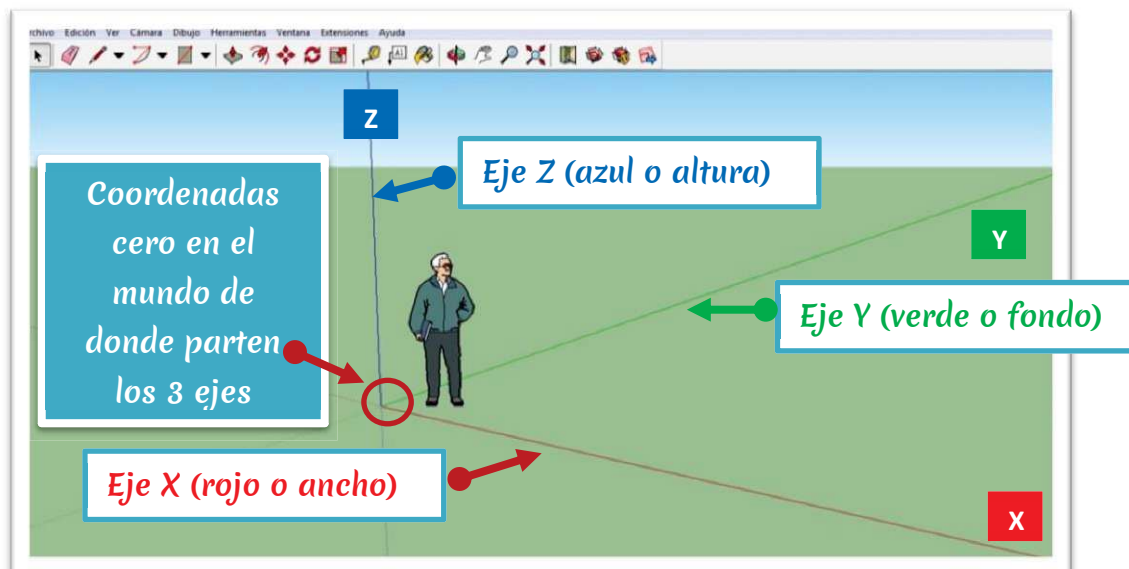 rchivo Edición Ver Cámara Dibujo Herramientas Ventana Extensiones Ayuda
A1
Z
Eje Z (azul o altura)
Coordenadas
cero en el
mundo de
donde parten
los 3 ejes
Y
Eje Y (verde o fondo)
Eje X (rojo o ancho)
X